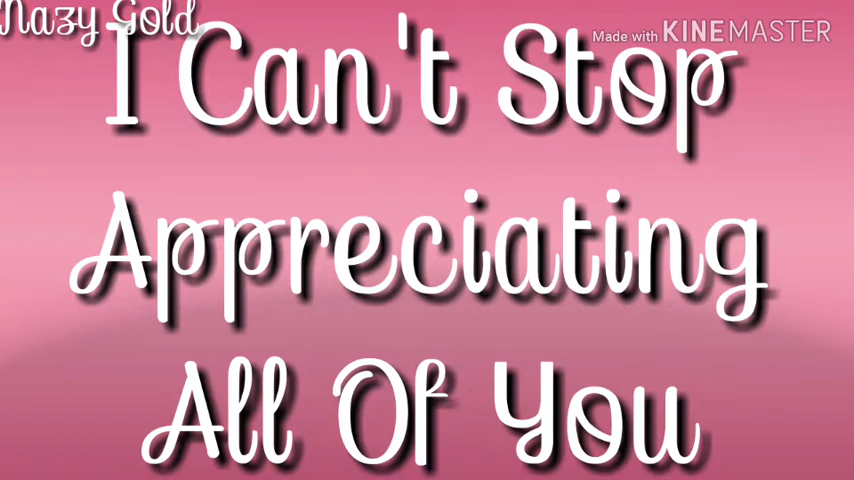 Nazy Gold
Made with KINEMASTER
I Can't Stop
Appreciating
All Of You